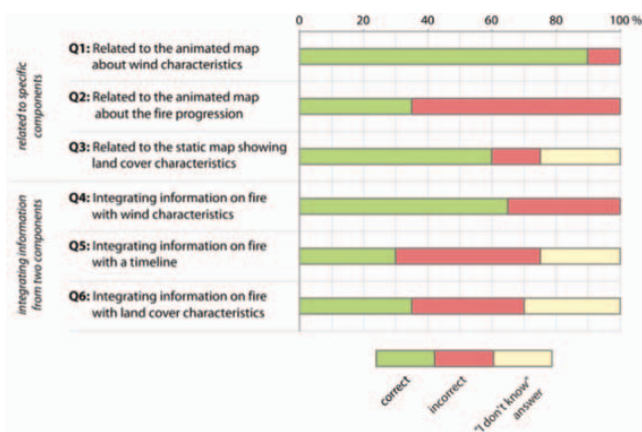 0 20 40 60 80 100 %
related to specific
components
Q1: Related to the animated map
about wind characteristics
Q2: Related to the animated map
about the fire progression
Q3: Related to the static map showing
land cover characteristics
integrating information
from two components
Q4: Integrating information on fire
with wind characteristics
Q5: Integrating information on fire
with a timeline
Q6: Integrating information on fire
with land cover characteristics
correct
incorrect
"I don't know"
answer